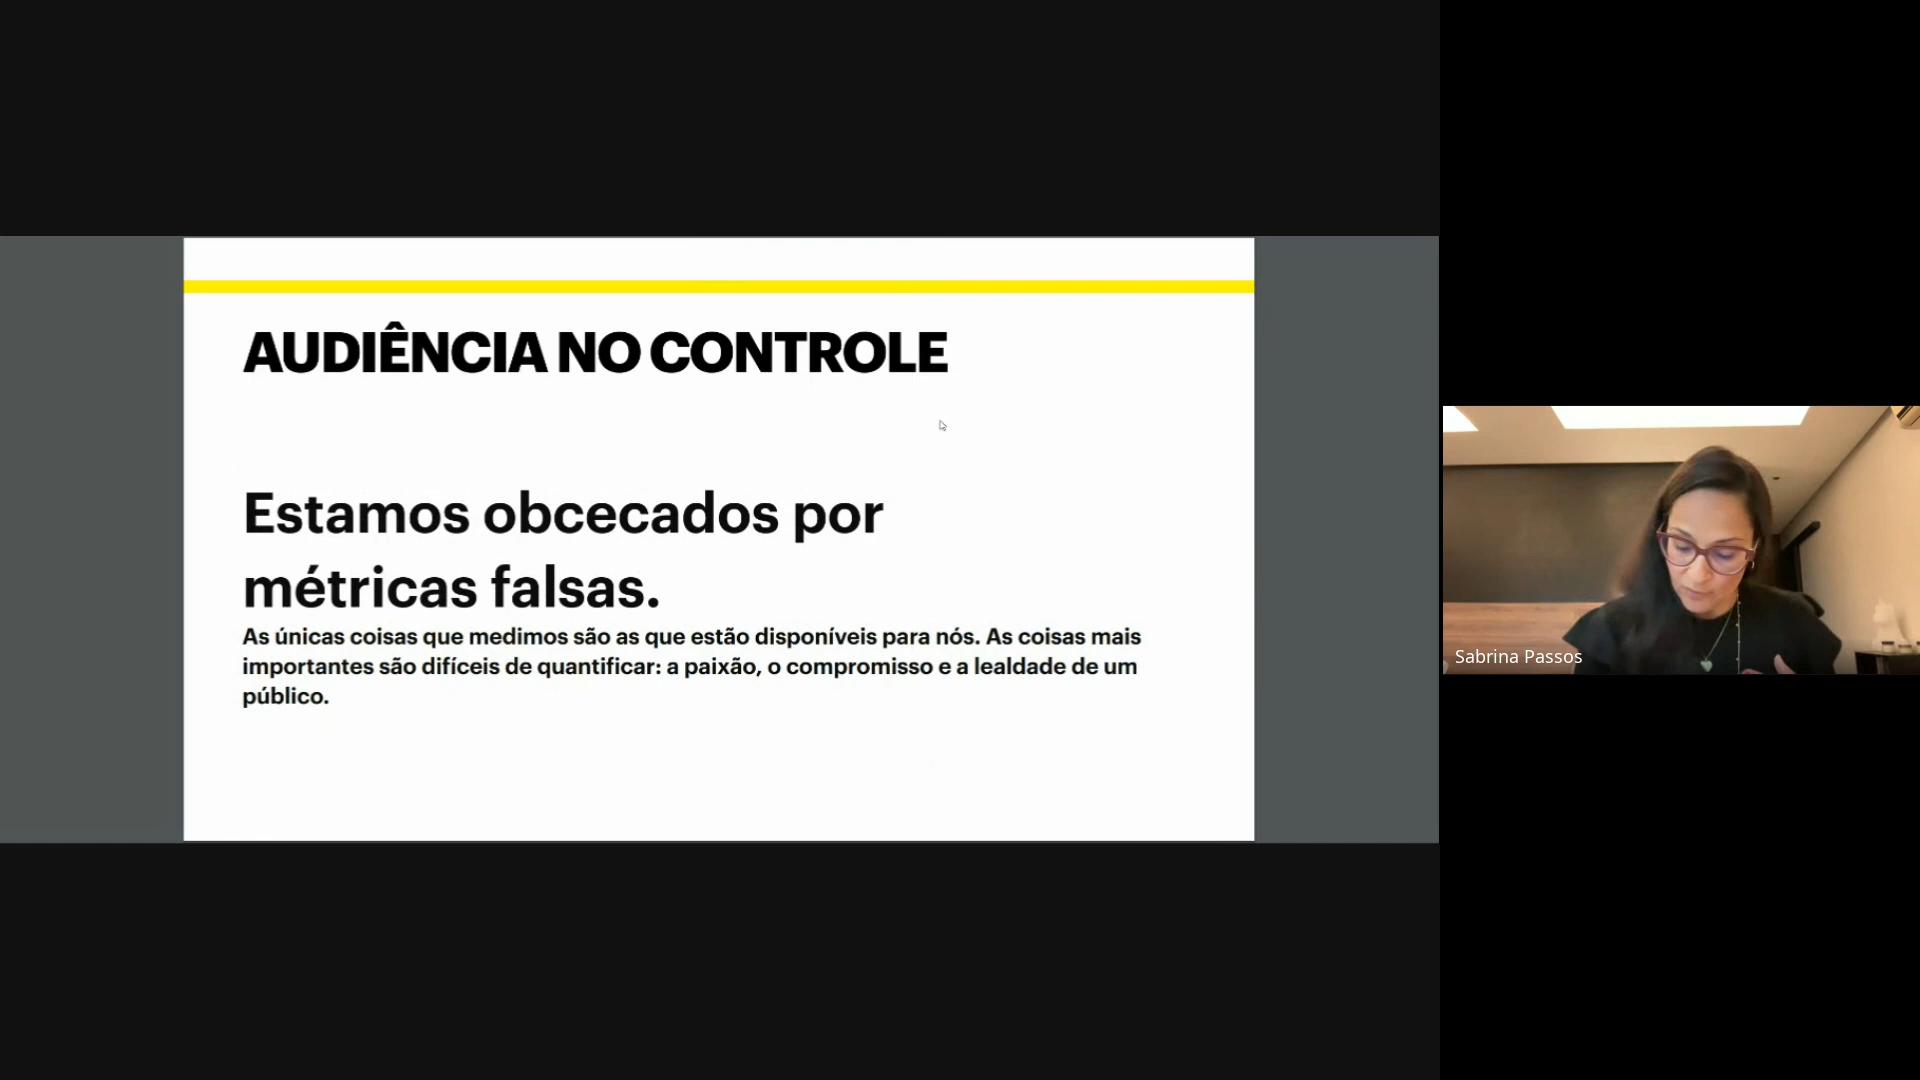 AUDIÊNCIA NO CONTROLE
Estamos obcecados por
métricas falsas.
As únicas coisas que medimos são as que estão disponíveis para nós. As coisas mais
importantes são difíceis de quantificar: a paixão, o compromisso e a lealdade de um
público.
Sabrina Passos